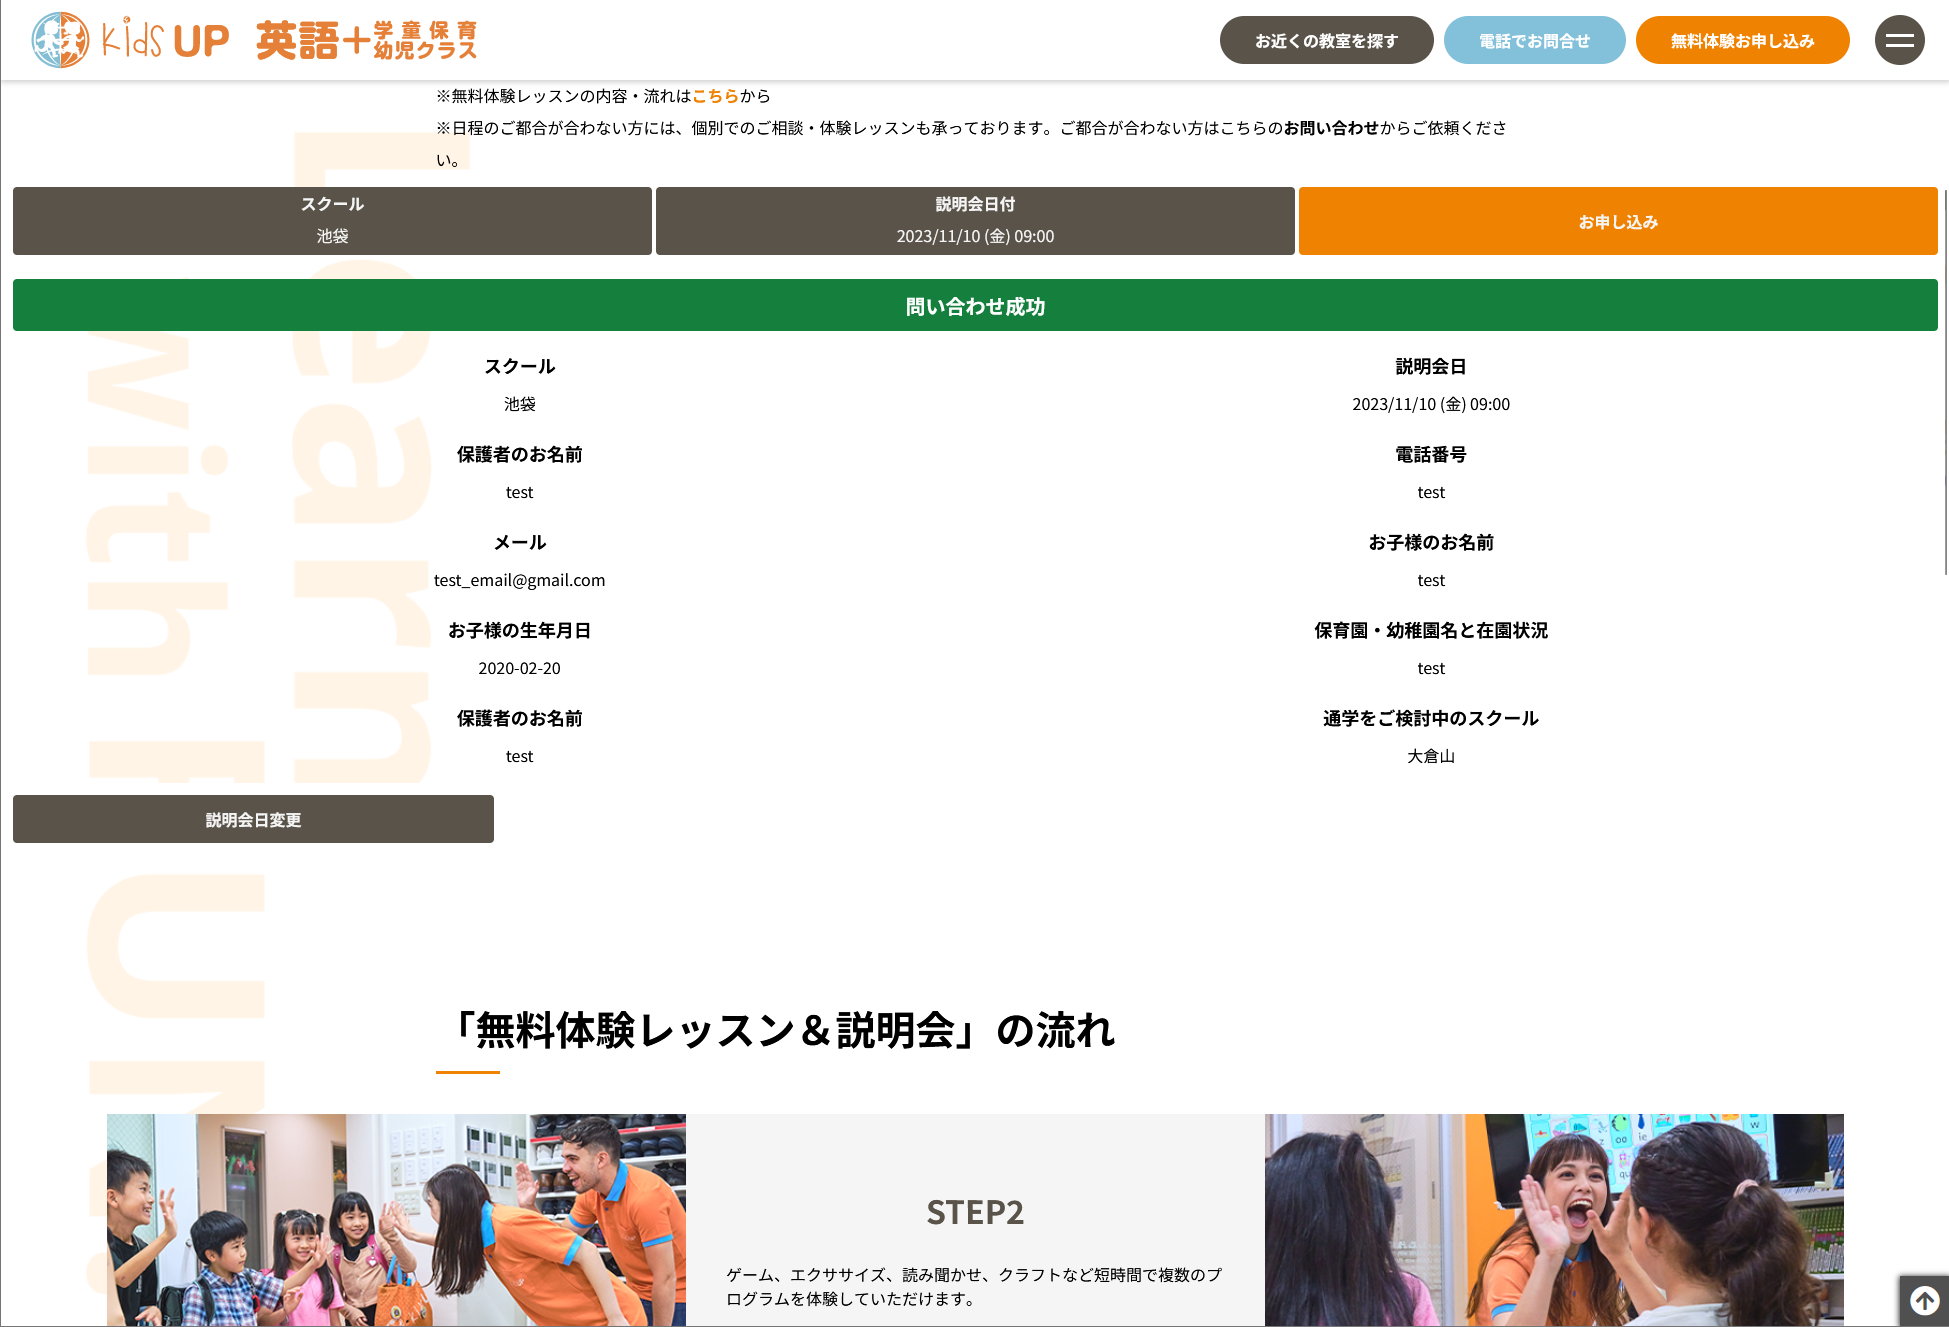 kids UP 英語+学童保育 幼児クラス
お近くの教室を探す
電話でお問合せ
無料体験お申し込み
※無料体験レッスンの内容・流れはこちらから
※日程のご都合が合わない方には、個別でのご相談・体験レッスンも承っております。ご都合が合わない方はこちらのお問い合わせからご依頼くださ
い。
スクール
池袋
説明会日付
2023/11/10 (金) 09:00
お申し込み
問い合わせ成功
スクール
池袋
説明会日
2023/11/10 (金) 09:00
保護者のお名前
test
電話番号
test
メール
test_email@gmail.com
お子様のお名前
test
お子様の生年月日
2020-02-20
保育園・幼稚園名と在園状況
test
保護者のお名前
test
通学をご検討中のスクール
大倉山
説明会日変更
Learn
with
「無料体験レッスン＆説明会」の流れ
STEP2
ゲーム、エクササイズ、読み聞かせ、クラフトなど短時間で複数のプ
ログラムを体験していただけます。